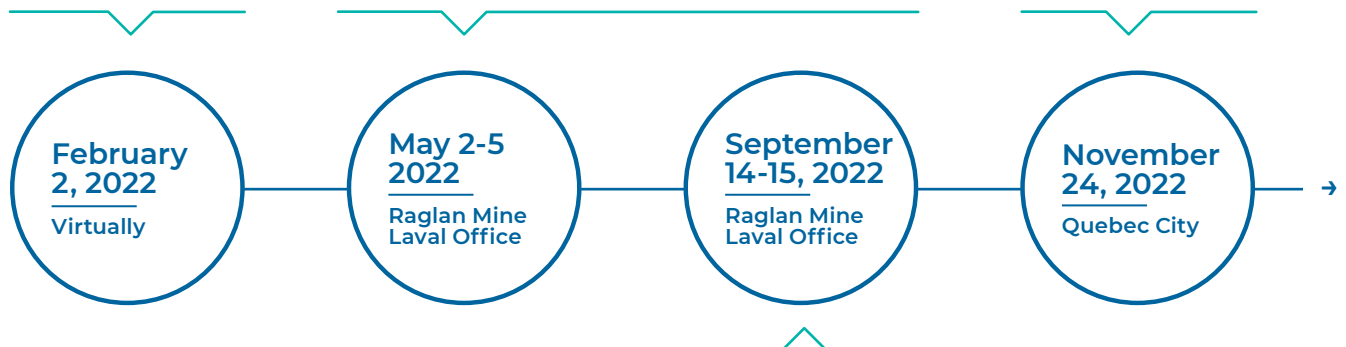 February
2, 2022
Virtually
May 2-5
2022
Raglan Mine
Laval Office
September
14-15, 2022
Raglan Mine
Laval Office
November
24, 2022
Quebec City